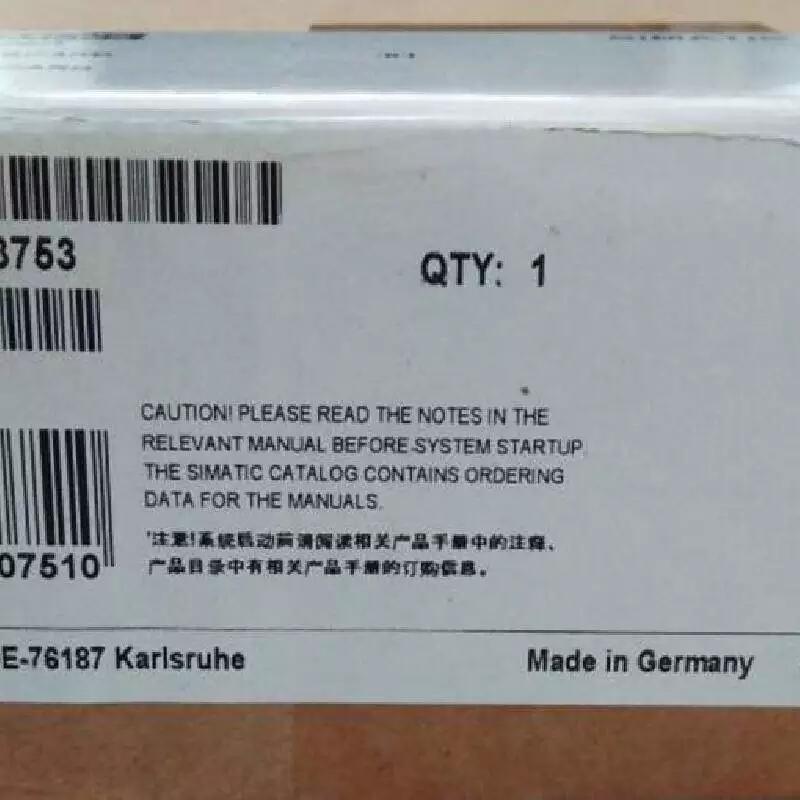 3753
QTY: 1
CAUTION! PLEASE READ THE NOTES IN THE
RELEVANT MANUAL BEFORE SYSTEM STARTUP.
THE SIMATIC CATALOG CONTAINS ORDERING
DATA FOR THE MANUALS.
'注意!系统启动前请阅读相关产品手册中的注释、
产品目录中有相关产品手册的订购信息。
07510
E-76187 Karlsruhe
Made in Germany